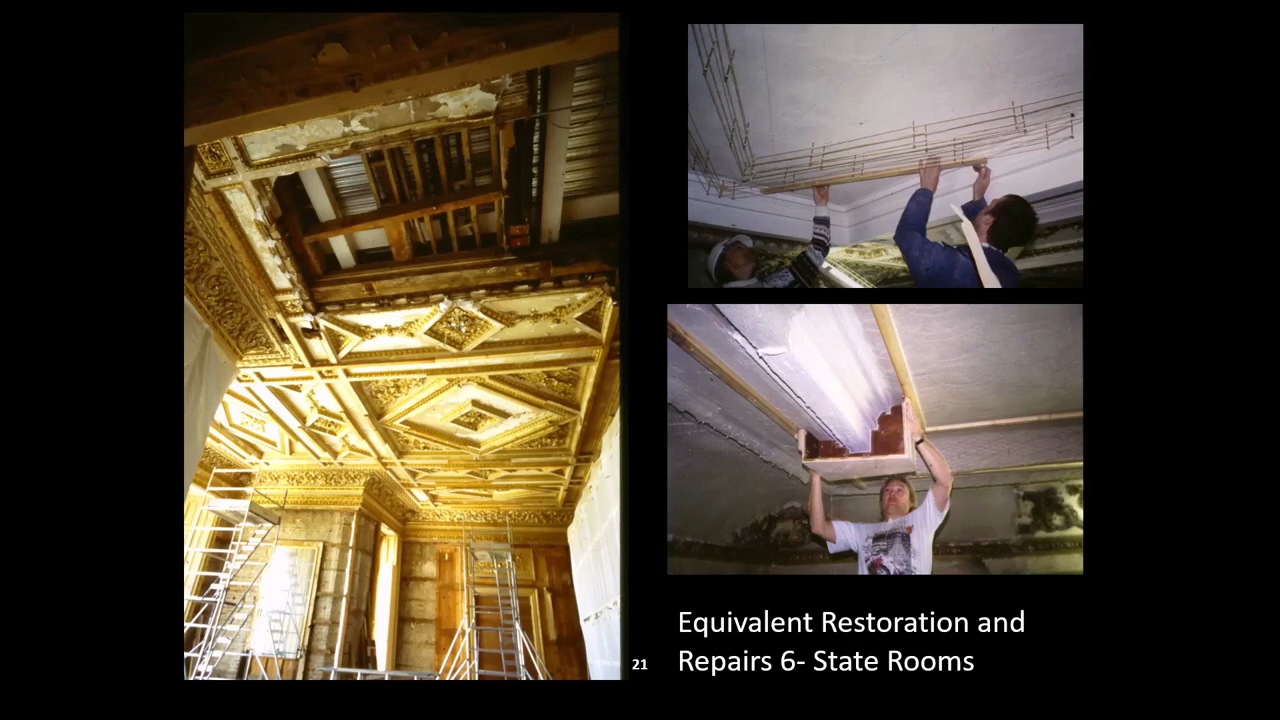 21
Equivalent Restoration and
Repairs 6- State Rooms